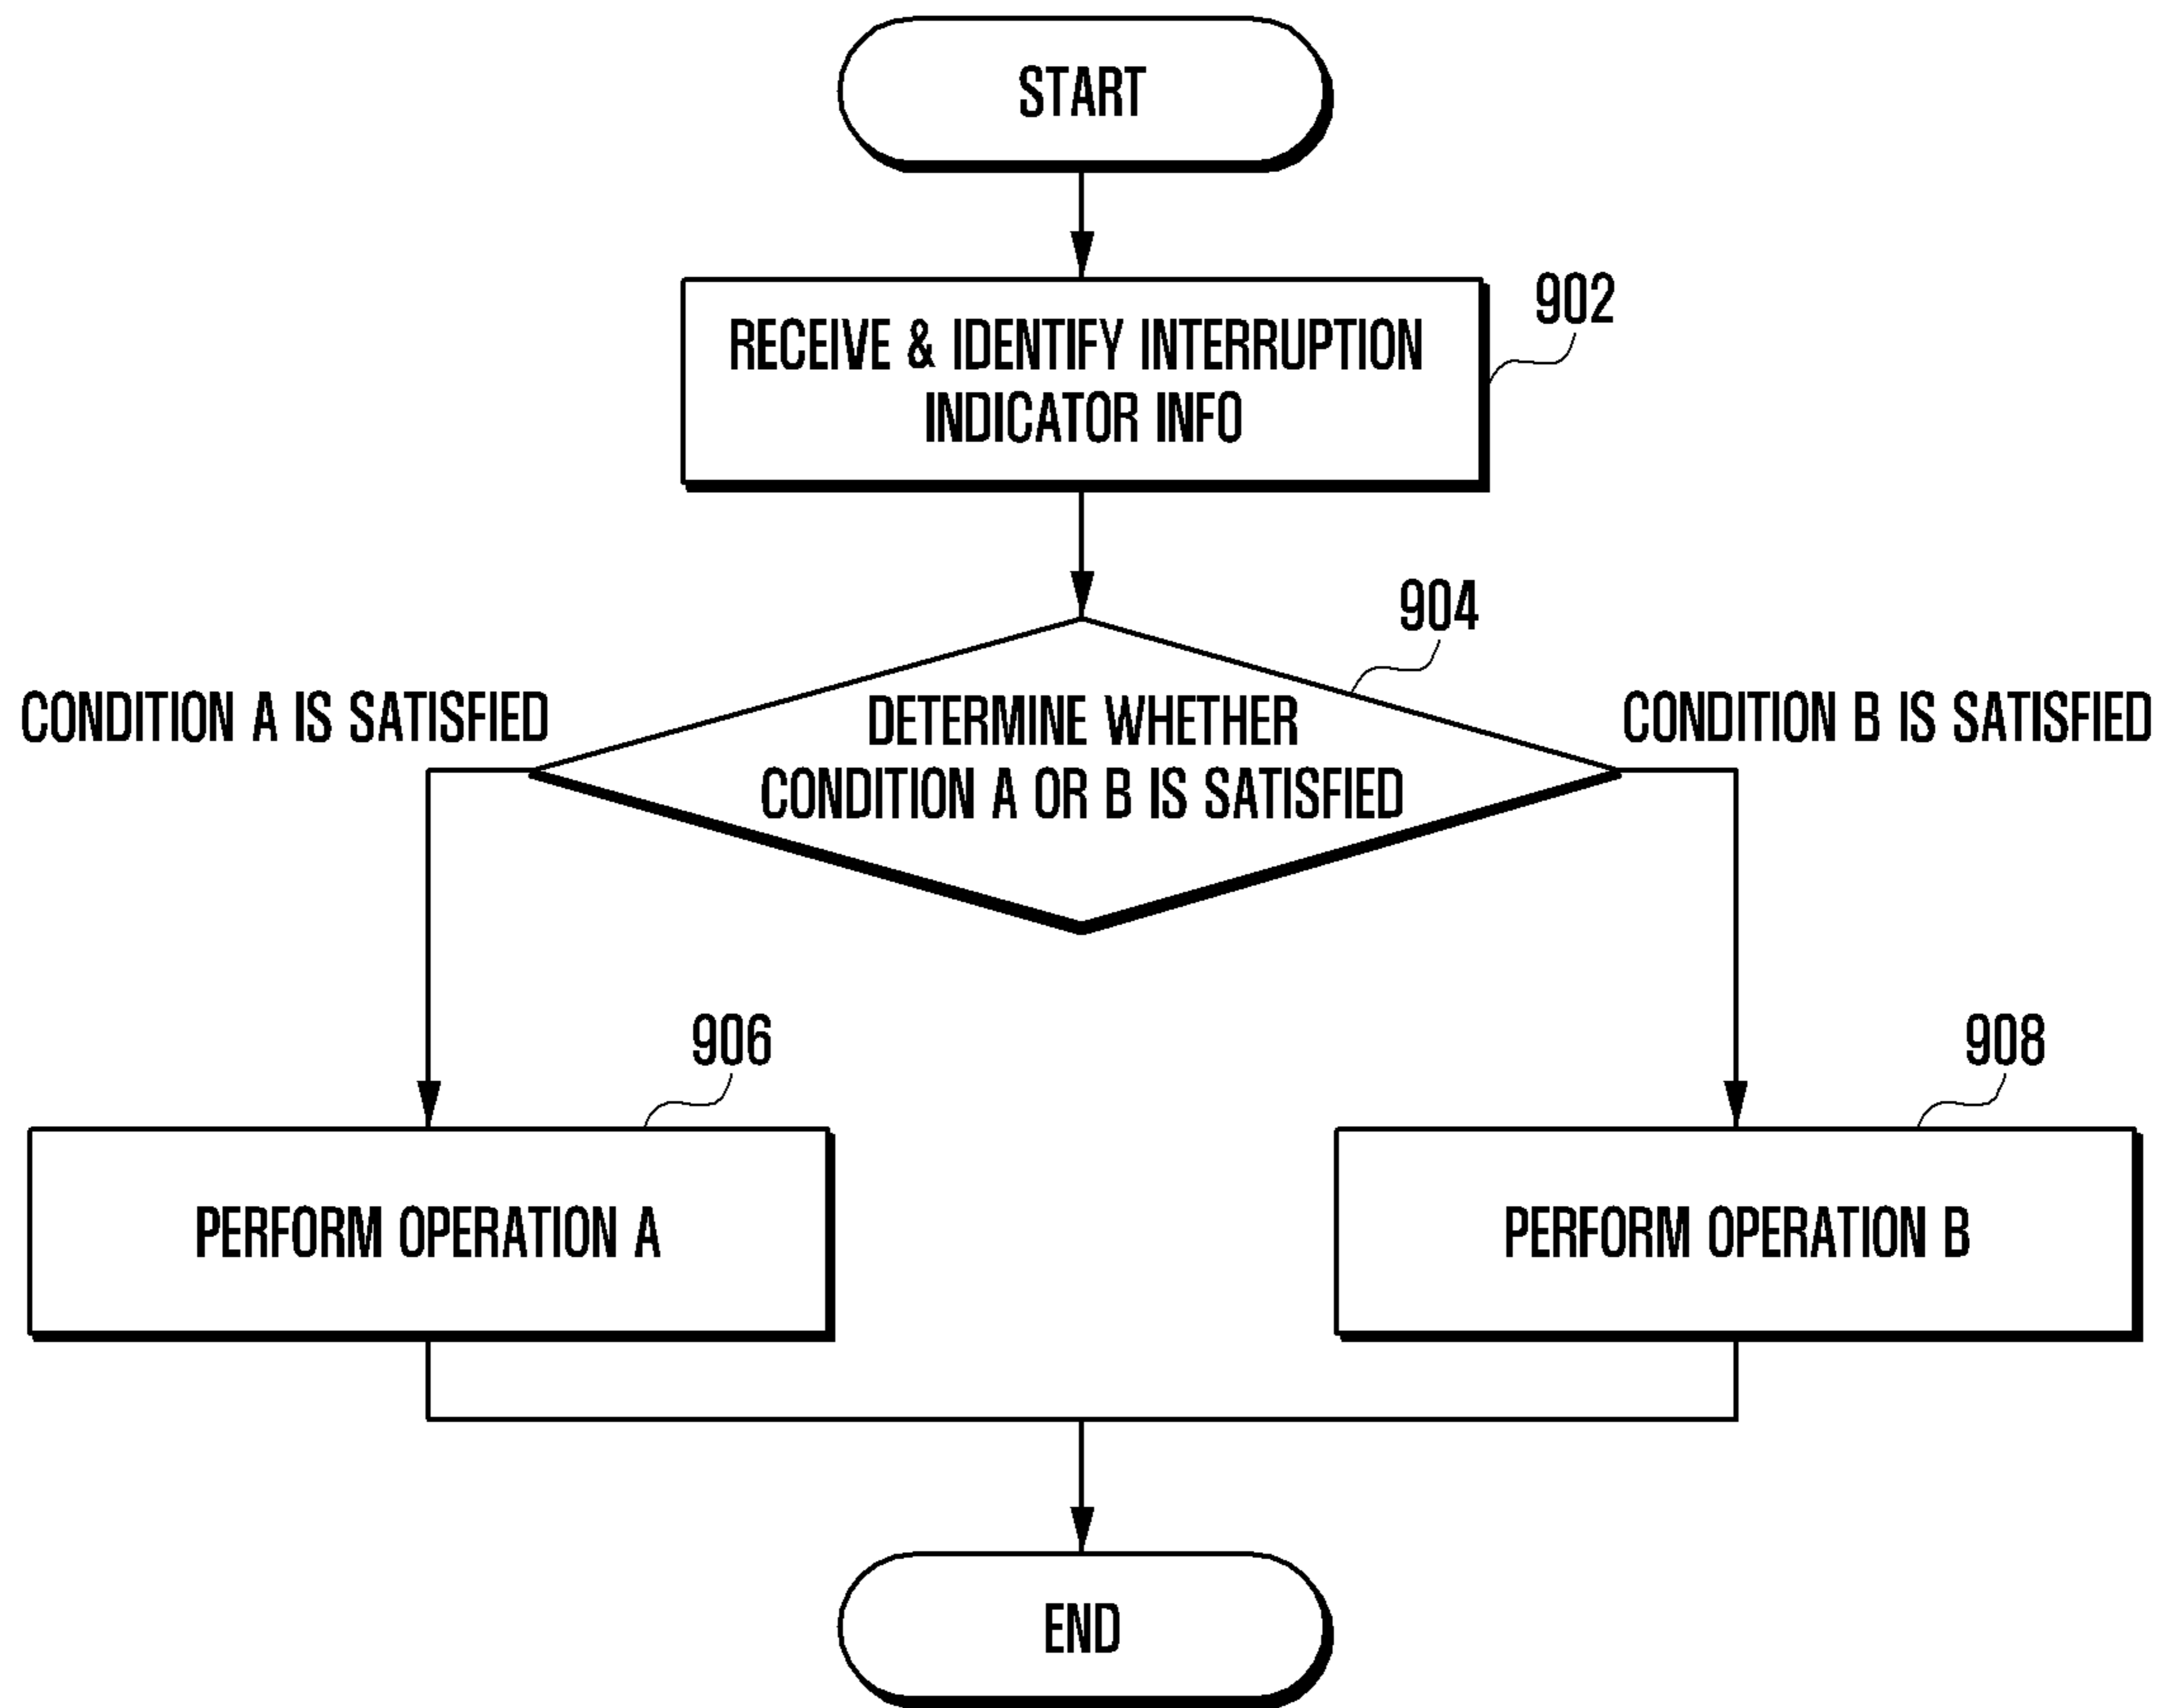 START
RECEIVE & IDENTIFY INTERRUPTION
INDICATOR INFO
902
904
CONDITION A IS SATISFIED
DETERMINE WHETHER
CONDITION A OR B IS SATISFIED
CONDITION B IS SATISFIED
906
908
PERFORM OPERATION A
PERFORM OPERATION B
END